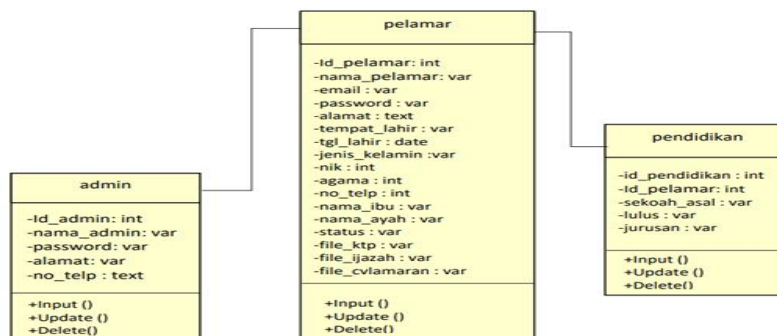 pelamar
-Id_pelamar: int
-nama_pelamar: var
-email : var
-password : var
-alamat : text
-tempat_lahir : var
-tgl_lahir : date
-jenis_kelamin :var
-nik : int
-agama : int
-no_telp : int
-nama_ibu : var
-nama_ayah : var
-status : var
-file_ktp : var
-file_ijazah : var
-file_cvlamaran : var
+Input ()
+Update ()
+Delete()
admin
-Id_admin: int
-nama_admin: var
-password: var
-alamat: var
-no_telp : text
+Input ()
+Update ()
+Delete()
pendidikan
-id_pendidikan : int
-Id_pelamar: int
-sekoah_asal : var
-lulus : var
-jurusan : var
+Input ()
+Update ()
+Delete()